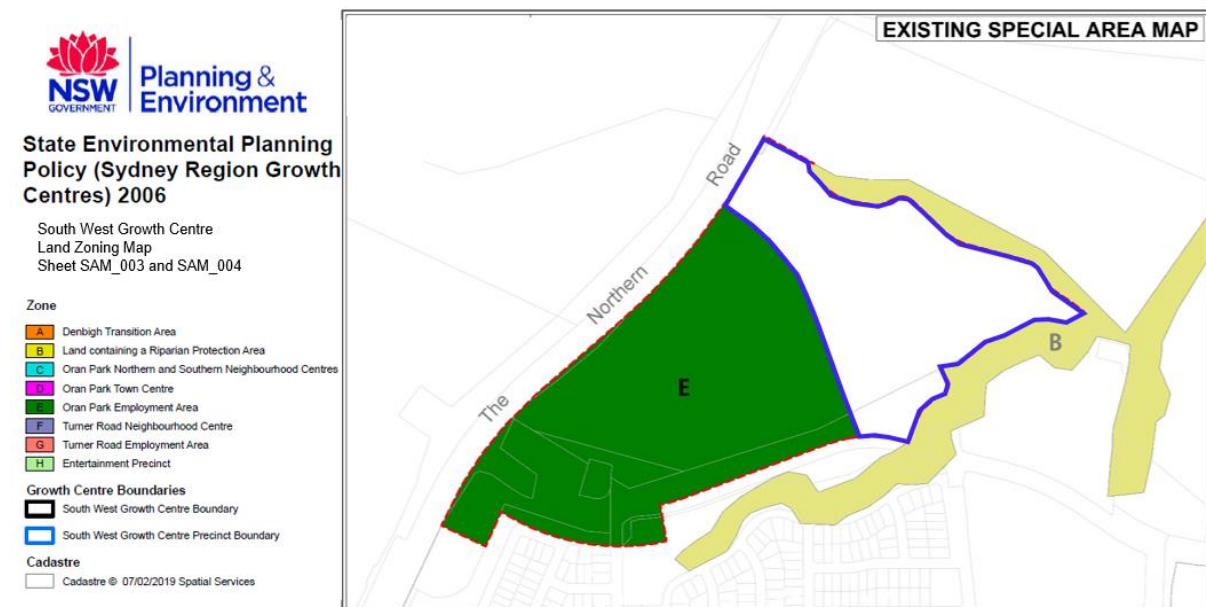 EXISTING SPECIAL AREA MAP
NSW
GOVERNMENT
Planning &
Environment
State Environmental Planning
Policy (Sydney Region Growth
Centres) 2006
South West Growth Centre
Land Zoning Map
Sheet SAM_003 and SAM_004
Zone
A Denbigh Transition Area
B Land containing a Riparian Protection Area
C Oran Park Northern and Southern Neighbourhood Centres
D Oran Park Town Centre
E Oran Park Employment Area
F Turner Road Neighbourhood Centre
G Turner Road Employment Area
H Entertainment Precinct
Growth Centre Boundaries
South West Growth Centre Boundary
South West Growth Centre Precinct Boundary
Cadastre
Cadastre © 07/02/2019 Spatial Services
The Northern Road
E
B